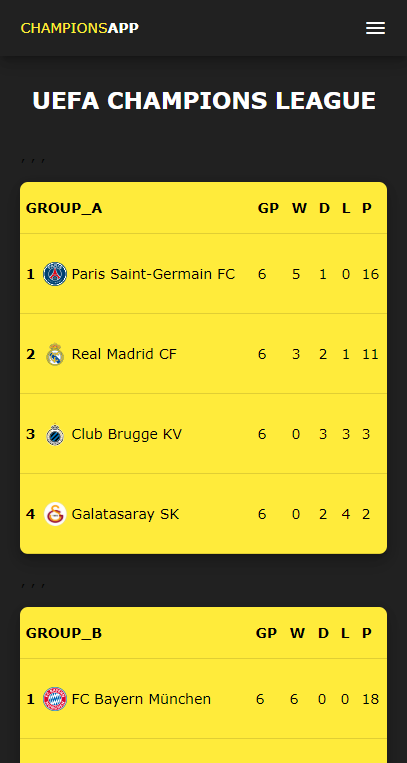 CHAMPIONSAPP
UEFA CHAMPIONS LEAGUE
, , ,
GROUP_A GP W D L P
1 Paris Saint-Germain FC 6 5 1 0 16
2 Real Madrid CF 6 3 2 1 11
3 Club Brugge KV 6 0 3 3 3
4 Galatasaray SK 6 0 2 4 2
, , ,
GROUP_B GP W D L P
1 FC Bayern München 6 6 0 0 18